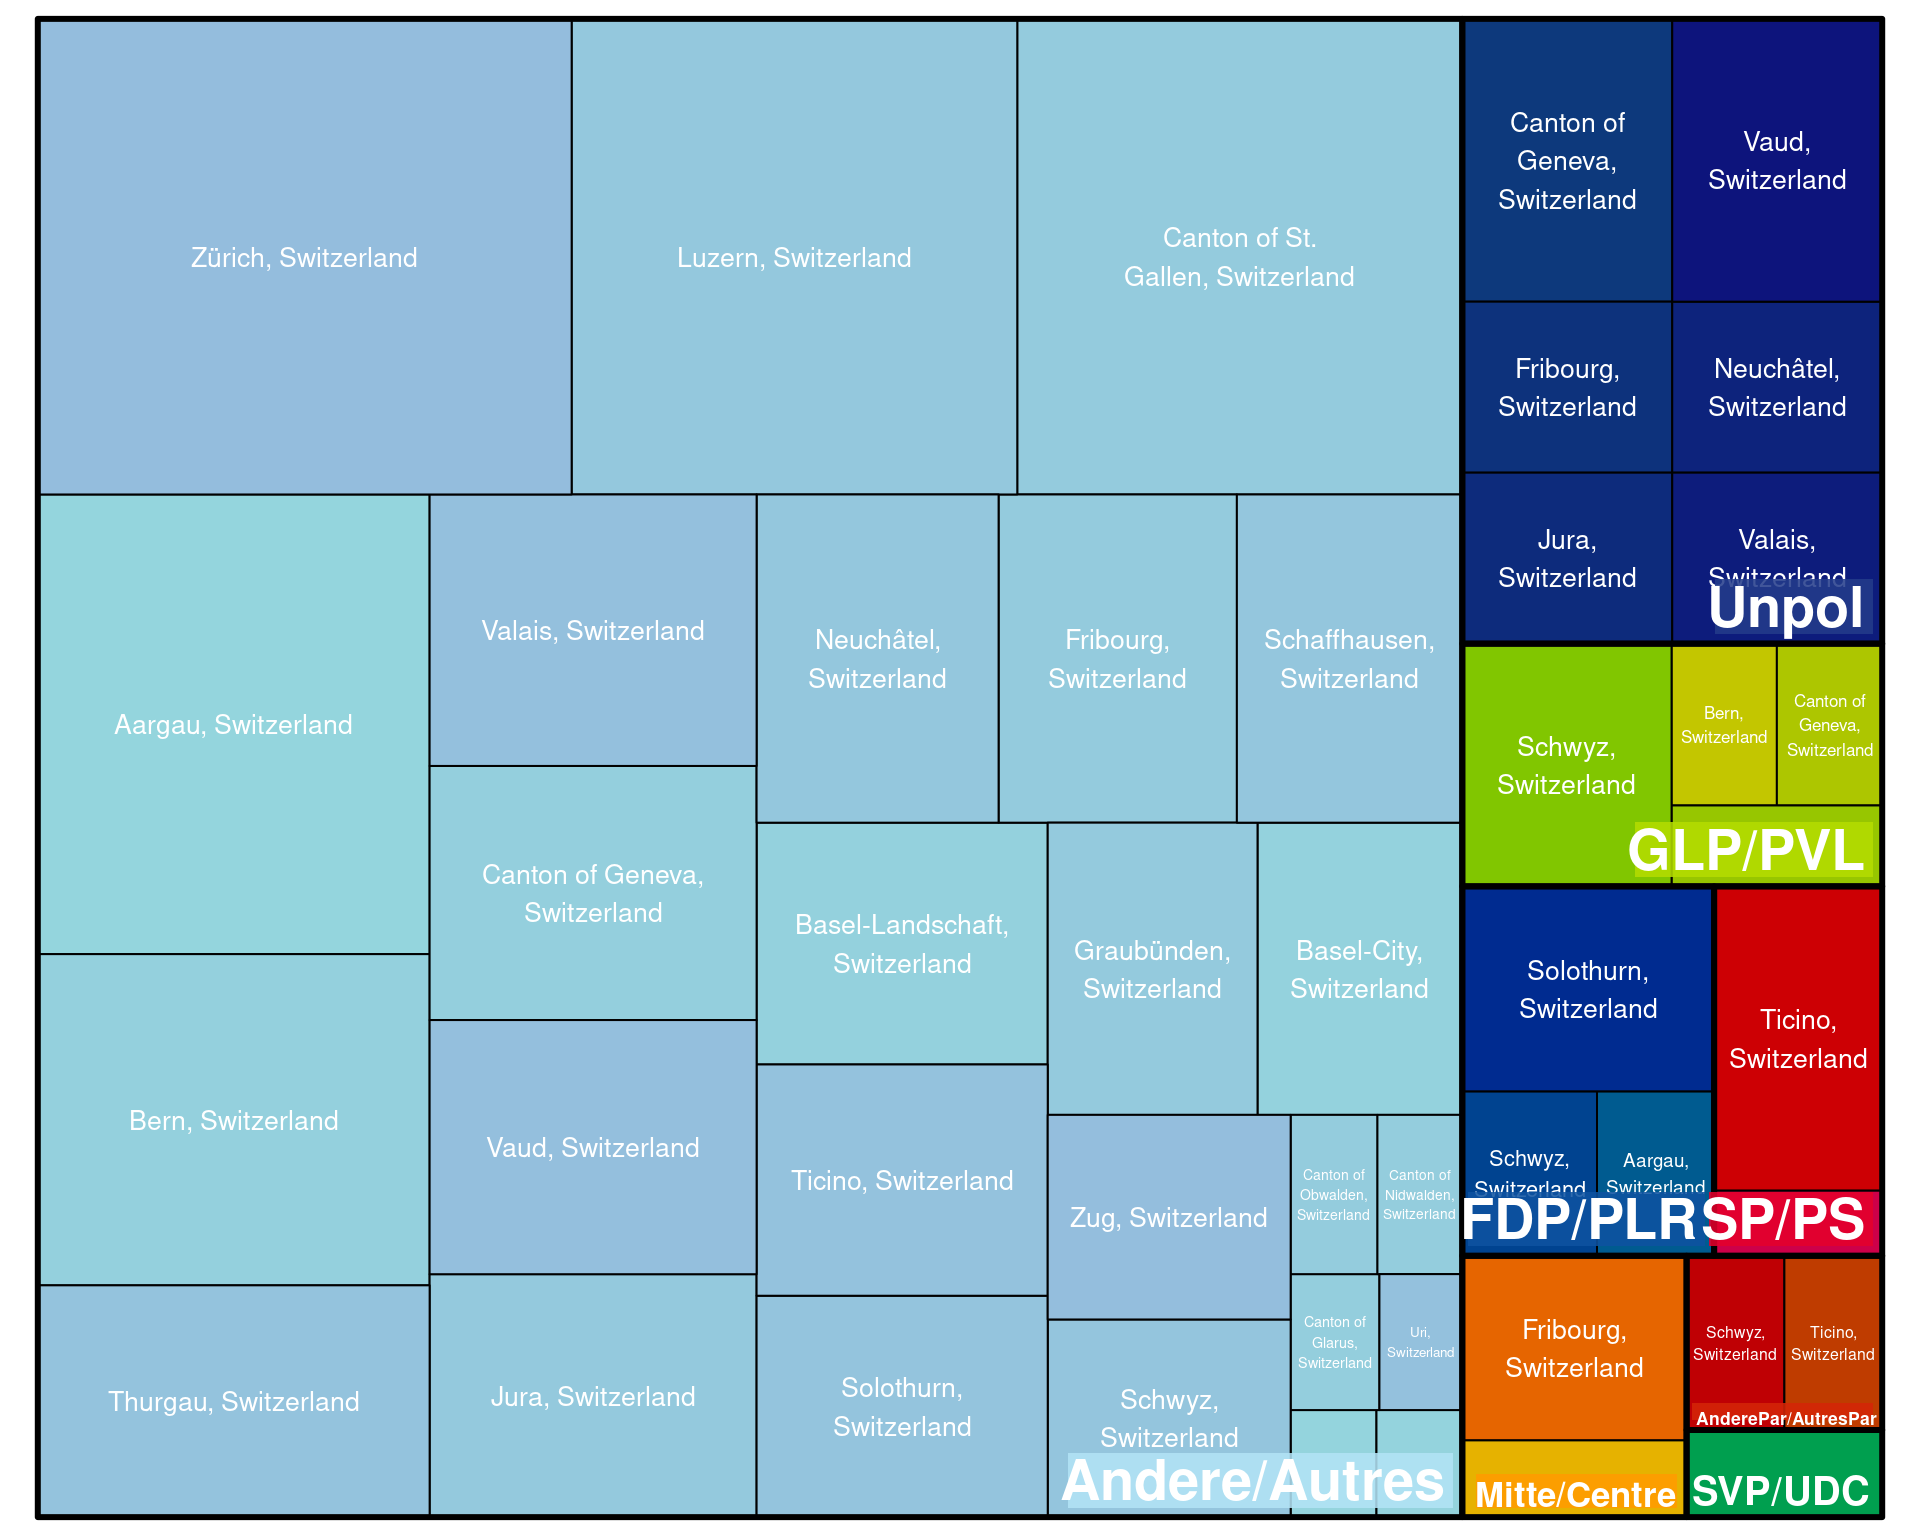 Zürich, Switzerland
Luzern, Switzerland
Canton of St.
Gallen, Switzerland
Aargau, Switzerland
Valais, Switzerland
Neuchâtel,
Switzerland
Fribourg,
Switzerland
Schaffhausen,
Switzerland
Canton of Geneva,
Switzerland
Basel-Landschaft,
Switzerland
Graubünden,
Switzerland
Basel-City,
Switzerland
Bern, Switzerland
Vaud, Switzerland
Ticino, Switzerland
Zug, Switzerland
Canton of
Obwalden,
Switzerland
Canton of
Nidwalden,
Switzerland
Canton of
Glarus,
Switzerland
Uri,
Switzerland
Thurgau, Switzerland
Jura, Switzerland
Solothurn,
Switzerland
Schwyz,
Switzerland
Andere/Autres
Canton of
Geneva,
Switzerland
Vaud,
Switzerland
Fribourg,
Switzerland
Neuchâtel,
Switzerland
Jura,
Switzerland
Valais,
Switzerland
Unpol
Schwyz,
Switzerland
Bern,
Switzerland
Canton of
Geneva,
Switzerland
GLP/PVL
Solothurn,
Switzerland
Schwyz,
Switzerland
Aargau,
Switzerland
FDP/PLR
Ticino,
Switzerland
SP/PS
Fribourg,
Switzerland
Mitte/Centre
Schwyz,
Switzerland
Ticino,
Switzerland
AnderePar/AutresPar
SVP/UDC